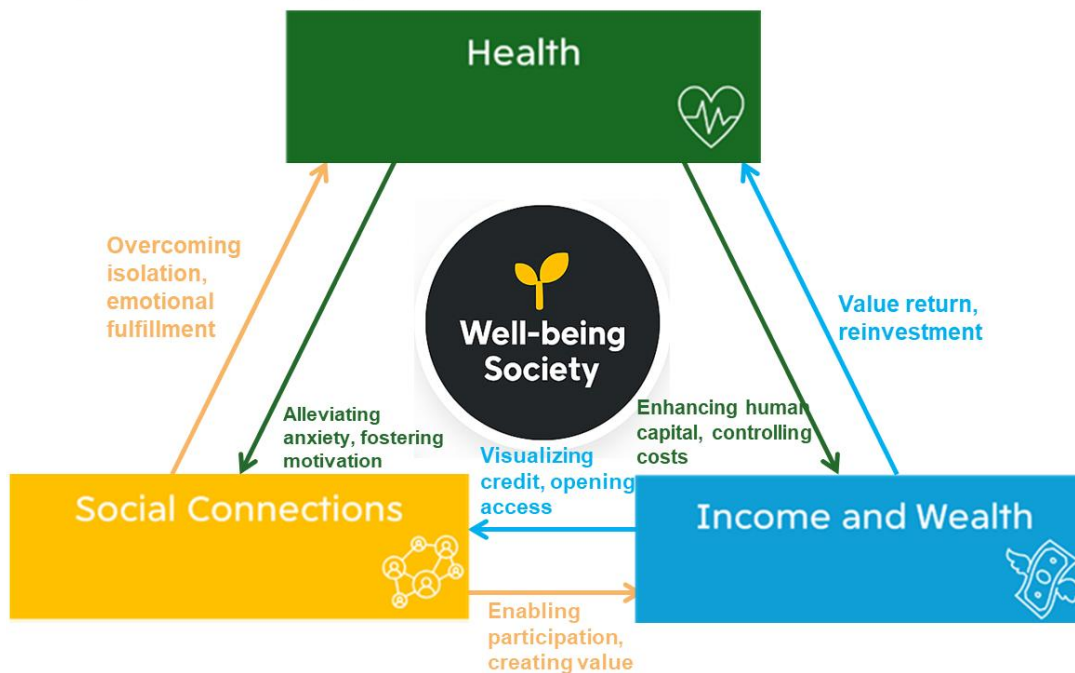 Health
Overcoming
isolation,
emotional
fulfillment
Well-being
Society
Value return,
reinvestment
Alleviating
anxiety, fostering
motivation
Enhancing human
capital, controlling
costs
Visualizing
credit, opening
access
Social Connections
Income and Wealth
Enabling
participation,
creating value